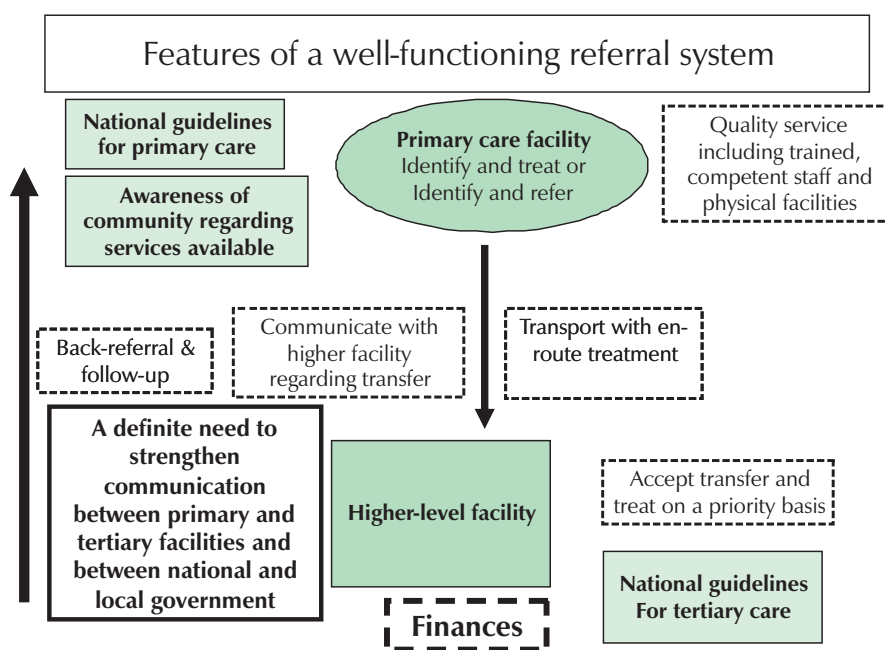 Features of a well-functioning referral system
National guidelines
for primary care
Primary care facility
Identify and treat or
Identify and refer
Quality service
including trained,
competent staff and
physical facilities
Awareness of
community regarding
services available
Back-referral &
follow-up
Communicate with
higher facility
regarding transfer
Transport with en-
route treatment
A definite need to
strengthen
communication
between primary and
tertiary facilities and
between national and
local government
Higher-level facility
Accept transfer and
treat on a priority basis
National guidelines
For tertiary care
Finances